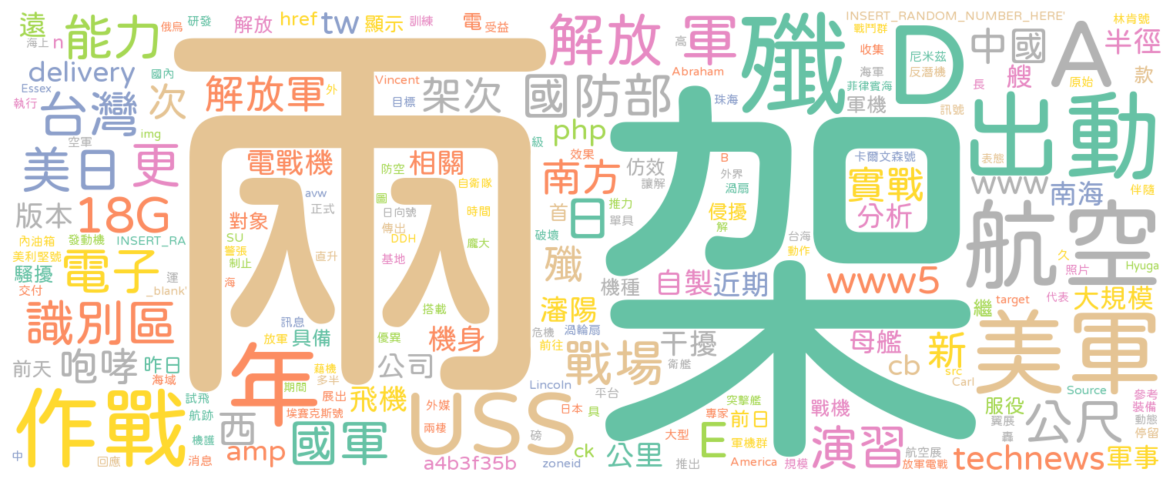 遠
俄烏
研發
解放
href
tw
顯示
電
訓練
受益
解放
軍
殲
INSERT_RANDOM_NUMBER_HERE'
戰鬥群
林肯號
海上
n
能力
高
收集
D
尼米茲
中國
A
半徑
delivery
國內
兩
Vincent
Abraham
海軍
反潛機
艘
款
Essex
次
解放軍
外
架次
國防部
珠海
軍機
菲律賓海
長
原始
執行
台灣
目標
架
訊號
出動
空軍
img
級
php
美日
更
電戰機
防空
相關
效果
B
卡爾文森號
表態
自衛隊
南方
仿效
外界
實戰
www
南海
伴隨
avw
圖
讓解
渦扇
版本
18G
正式
日向號
時間
首
日
推力
侵擾
分析
航空
對象
傳出
單具
解
內油箱
發動機
INSERT_RA
SU
DDH
破壞
台海
美利堅號
警張
直升
龐大
動作
久
騷擾
電子
制止
基地
殲
機種
自製
近期
www5
照片
Hyuga
交付
運
_blank'
海
搭載
target
代表
大規模
識別區
訊息
瀋陽
繼
放軍
具備
優異
機身
危機
渦輪扇
干擾
母艦
新
美軍
前天
咆哮
昨日
年
藉機
公司
前往
戰場
衛艦
cb
src
海域
多半
Carl
Source
參考
作戰
試飛
期間
展出
飛機
外媒
USS
Lincoln
平台
突擊艦
服役
裝備
航跡
埃賽克斯號
日本
具
專家
前日
戰機
翼展
公尺
動態
西
兩棲
E
轟
停留
機護
amp
國軍
磅
ck
公里
大型
軍機群
演習
航空展
軍事
中
回應
消息
a4b3f35b
zoneid
推出
America
規模
放軍電戰
technews